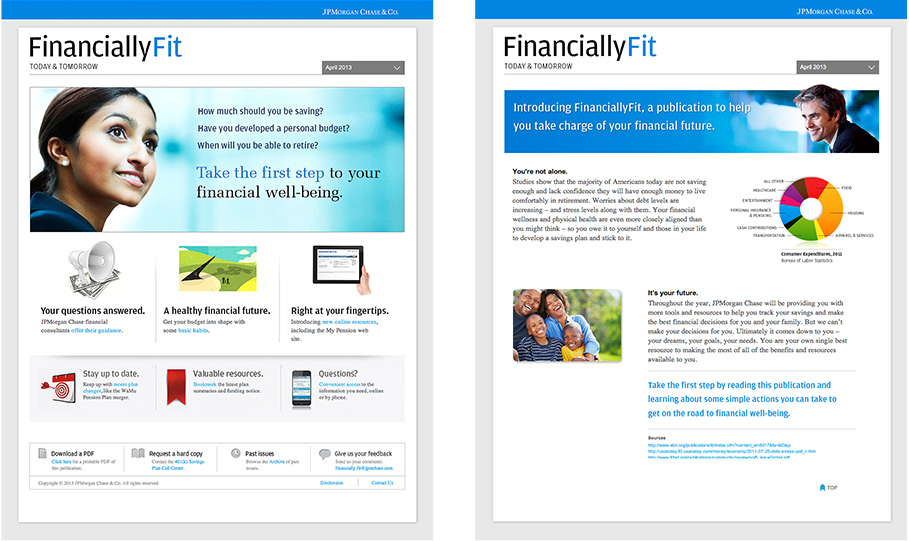 JPMORGAN CHASE & CO.
FinanciallyFit
TODAY & TOMORROW
April 2013
How much should you be saving?
Have you developed a personal budget?
When will you be able to retire?
Take the first step to your
financial well-being.
Your questions answered.
JPMorgan Chase financial
consultants offer their guidance.
A healthy financial future.
Get your budget into shape with
some basic habits.
Right at your fingertips.
Introducing new online resources,
including the My Pension web
site.
Stay up to date.
Keep up with recent plan
changes, like the WaMu
Pension Plan merger.
Valuable resources.
Bookmark the latest plan
summaries and funding notice.
Questions?
Convenient access to the
information you need, online
or by phone.
Download a PDF
Click here for a printable PDF of
this publication.
Request a hard copy
Contact the 401(k) Savings
Plan Call Center.
Past issues
Browse the Archive of past
issues.
Give us your feedback
Send us your comments:
Copyright © 2013 JPMorgan Chase & Co. All rights reserved
Disclosures
Contact Us
JPMORGAN CHASE & CO.
FinanciallyFit
TODAY & TOMORROW
April 2013
Introducing FinanciallyFit, a publication to help
you take charge of your financial future.
You're not alone.
Studies show that the majority of Americans today are not saving
enough and lack confidence they will have enough money to live
comfortably in retirement. Worries about debt levels are
increasing – and stress levels along with them. Your financial
wellness and physical health are even more closely aligned than
you might think – so you owe it to yourself and those in your life
to develop a savings plan and stick to it.
ALL OTHER
HEALTHCARE
ENTERTAINMENT
PERSONAL INSURANCE
& PENSIONS
CASH CONTRIBUTIONS
TRANSPORTATION
FOOD
HOUSING
APPAREL & SERVICES
Consumer Expenditures, 2011
Bureau of Labor Statistics
It's your future.
Throughout the year, JPMorgan Chase will be providing you with
more tools and resources to help you track your savings and make
the best financial decisions for you and your family. But we can't
make your decisions for you. Ultimately it comes down to you –
your dreams, your goals, your needs. You are your own single best
resource to making the most of all of the benefits and resources
available to you.
Take the first step by reading this publication and
learning about some simple actions you can take to
get on the road to financial well-being.
Sources
TOP